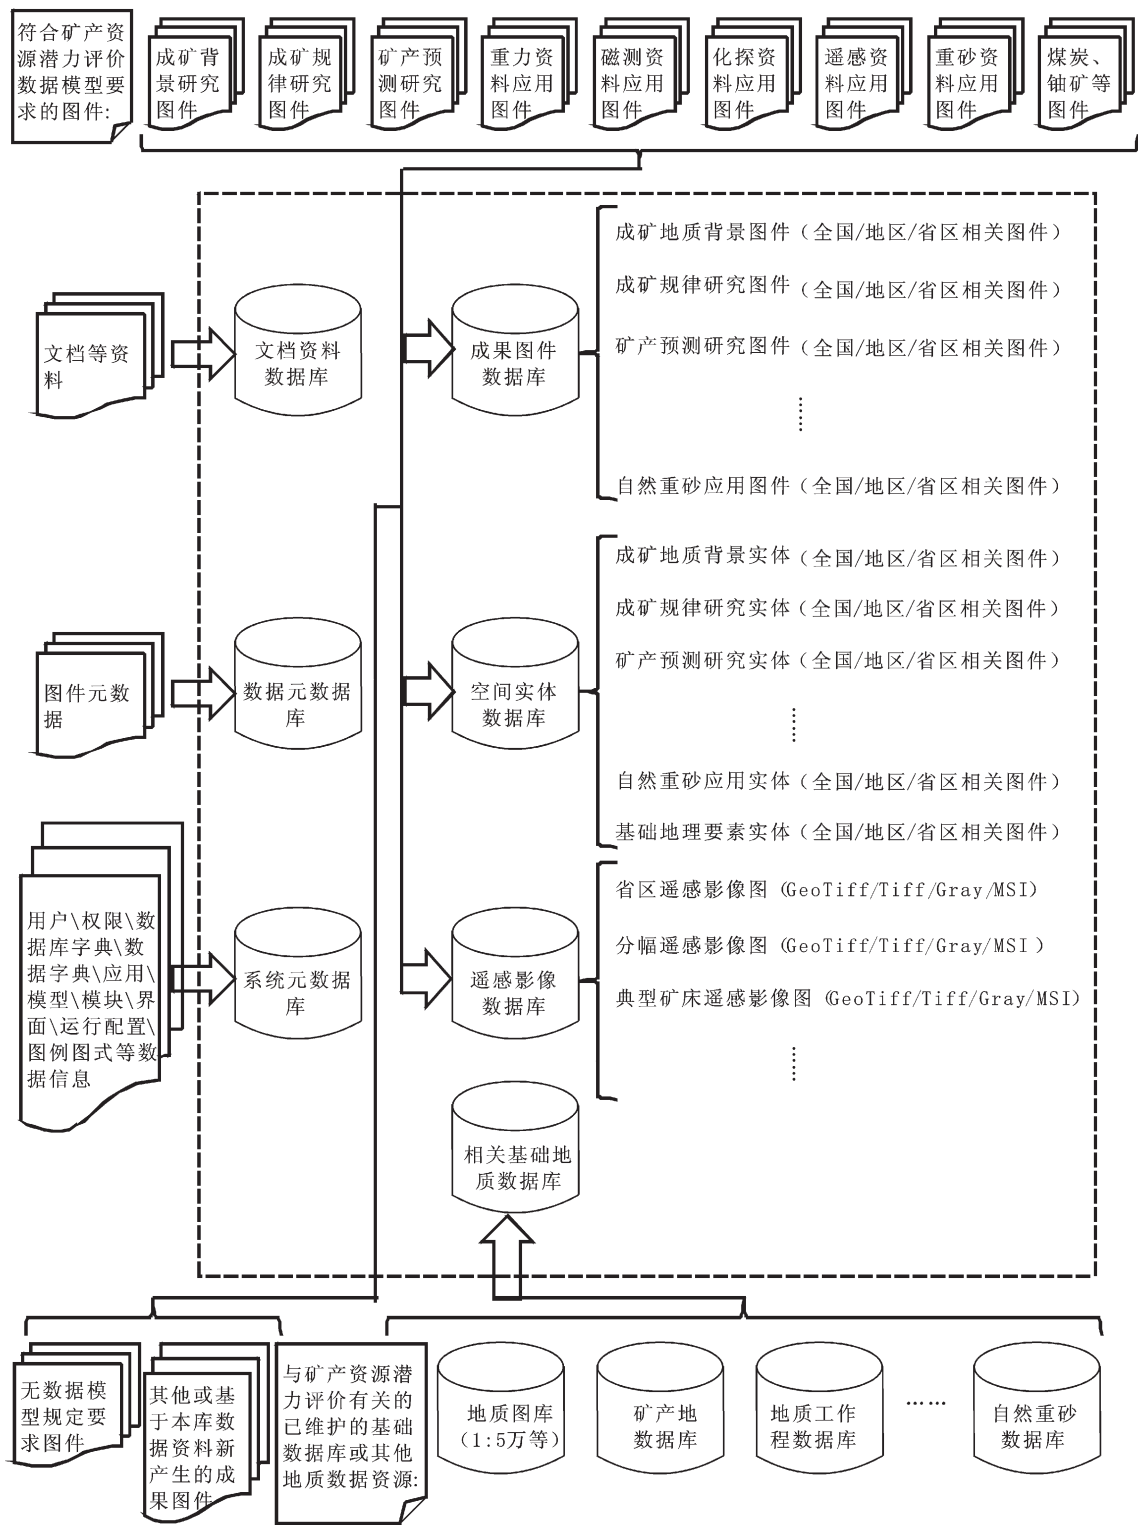 符合矿产资
源潜力评价
数据模型要
求的图件:
成矿背
景研究
图件
成矿规
律研究
图件
矿产预
测研究
图件
重力资
料应用
图件
磁测资
料应用
图件
化探资
料应用
图件
遥感资
料应用
图件
重砂资
料应用
图件
煤炭、
铀矿等
图件
文档等资
料
文档资料
数据库
成果图件
数据库
成矿地质背景图件(全国/地区/省区相关图件)
成矿规律研究图件(全国/地区/省区相关图件)
矿产预测研究图件(全国/地区/省区相关图件)
……
自然重砂应用图件(全国/地区/省区相关图件)
图件元数
据
数据元数据
库
空间实体
数据库
成矿地质背景实体(全国/地区/省区相关图件)
成矿规律研究实体(全国/地区/省区相关图件)
矿产预测研究实体(全国/地区/省区相关图件)
……
自然重砂应用实体(全国/地区/省区相关图件)
基础地理要素实体(全国/地区/省区相关图件)
用户\权限\数
据库字典\数
据字典\应用\
模型\模块\界
面\运行配置\
图例图式等数
据信息
系统元数据
库
遥感影像
数据库
省区遥感影像图(GeoTiff/Tiff/Gray/MSI)
分幅遥感影像图(GeoTiff/Tiff/Gray/MSI)
典型矿床遥感影像图(GeoTiff/Tiff/Gray/MSI)
……
相关基础地
质数据库
无数据模
型规定要
求图件
其他或基
于本库数
据资料新
产生的成
果图件
与矿产资源潜
力评价有关的
已维护的基础
数据库或其他
地质数据资源:
地质图库
(1:5万等)
矿产地
数据库
地质工作
程数据库
……
自然重砂
数据库